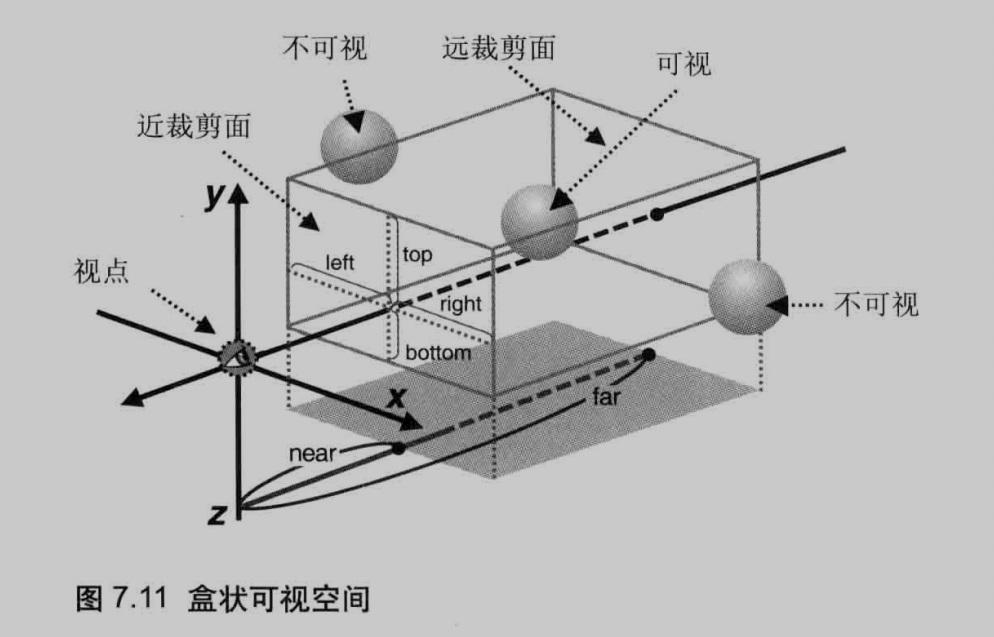 不可视
远裁剪面
可视
近裁剪面
y
top
left
视点
right
不可视
bottom
x
far
near
z
图 7.11 盒状可视空间